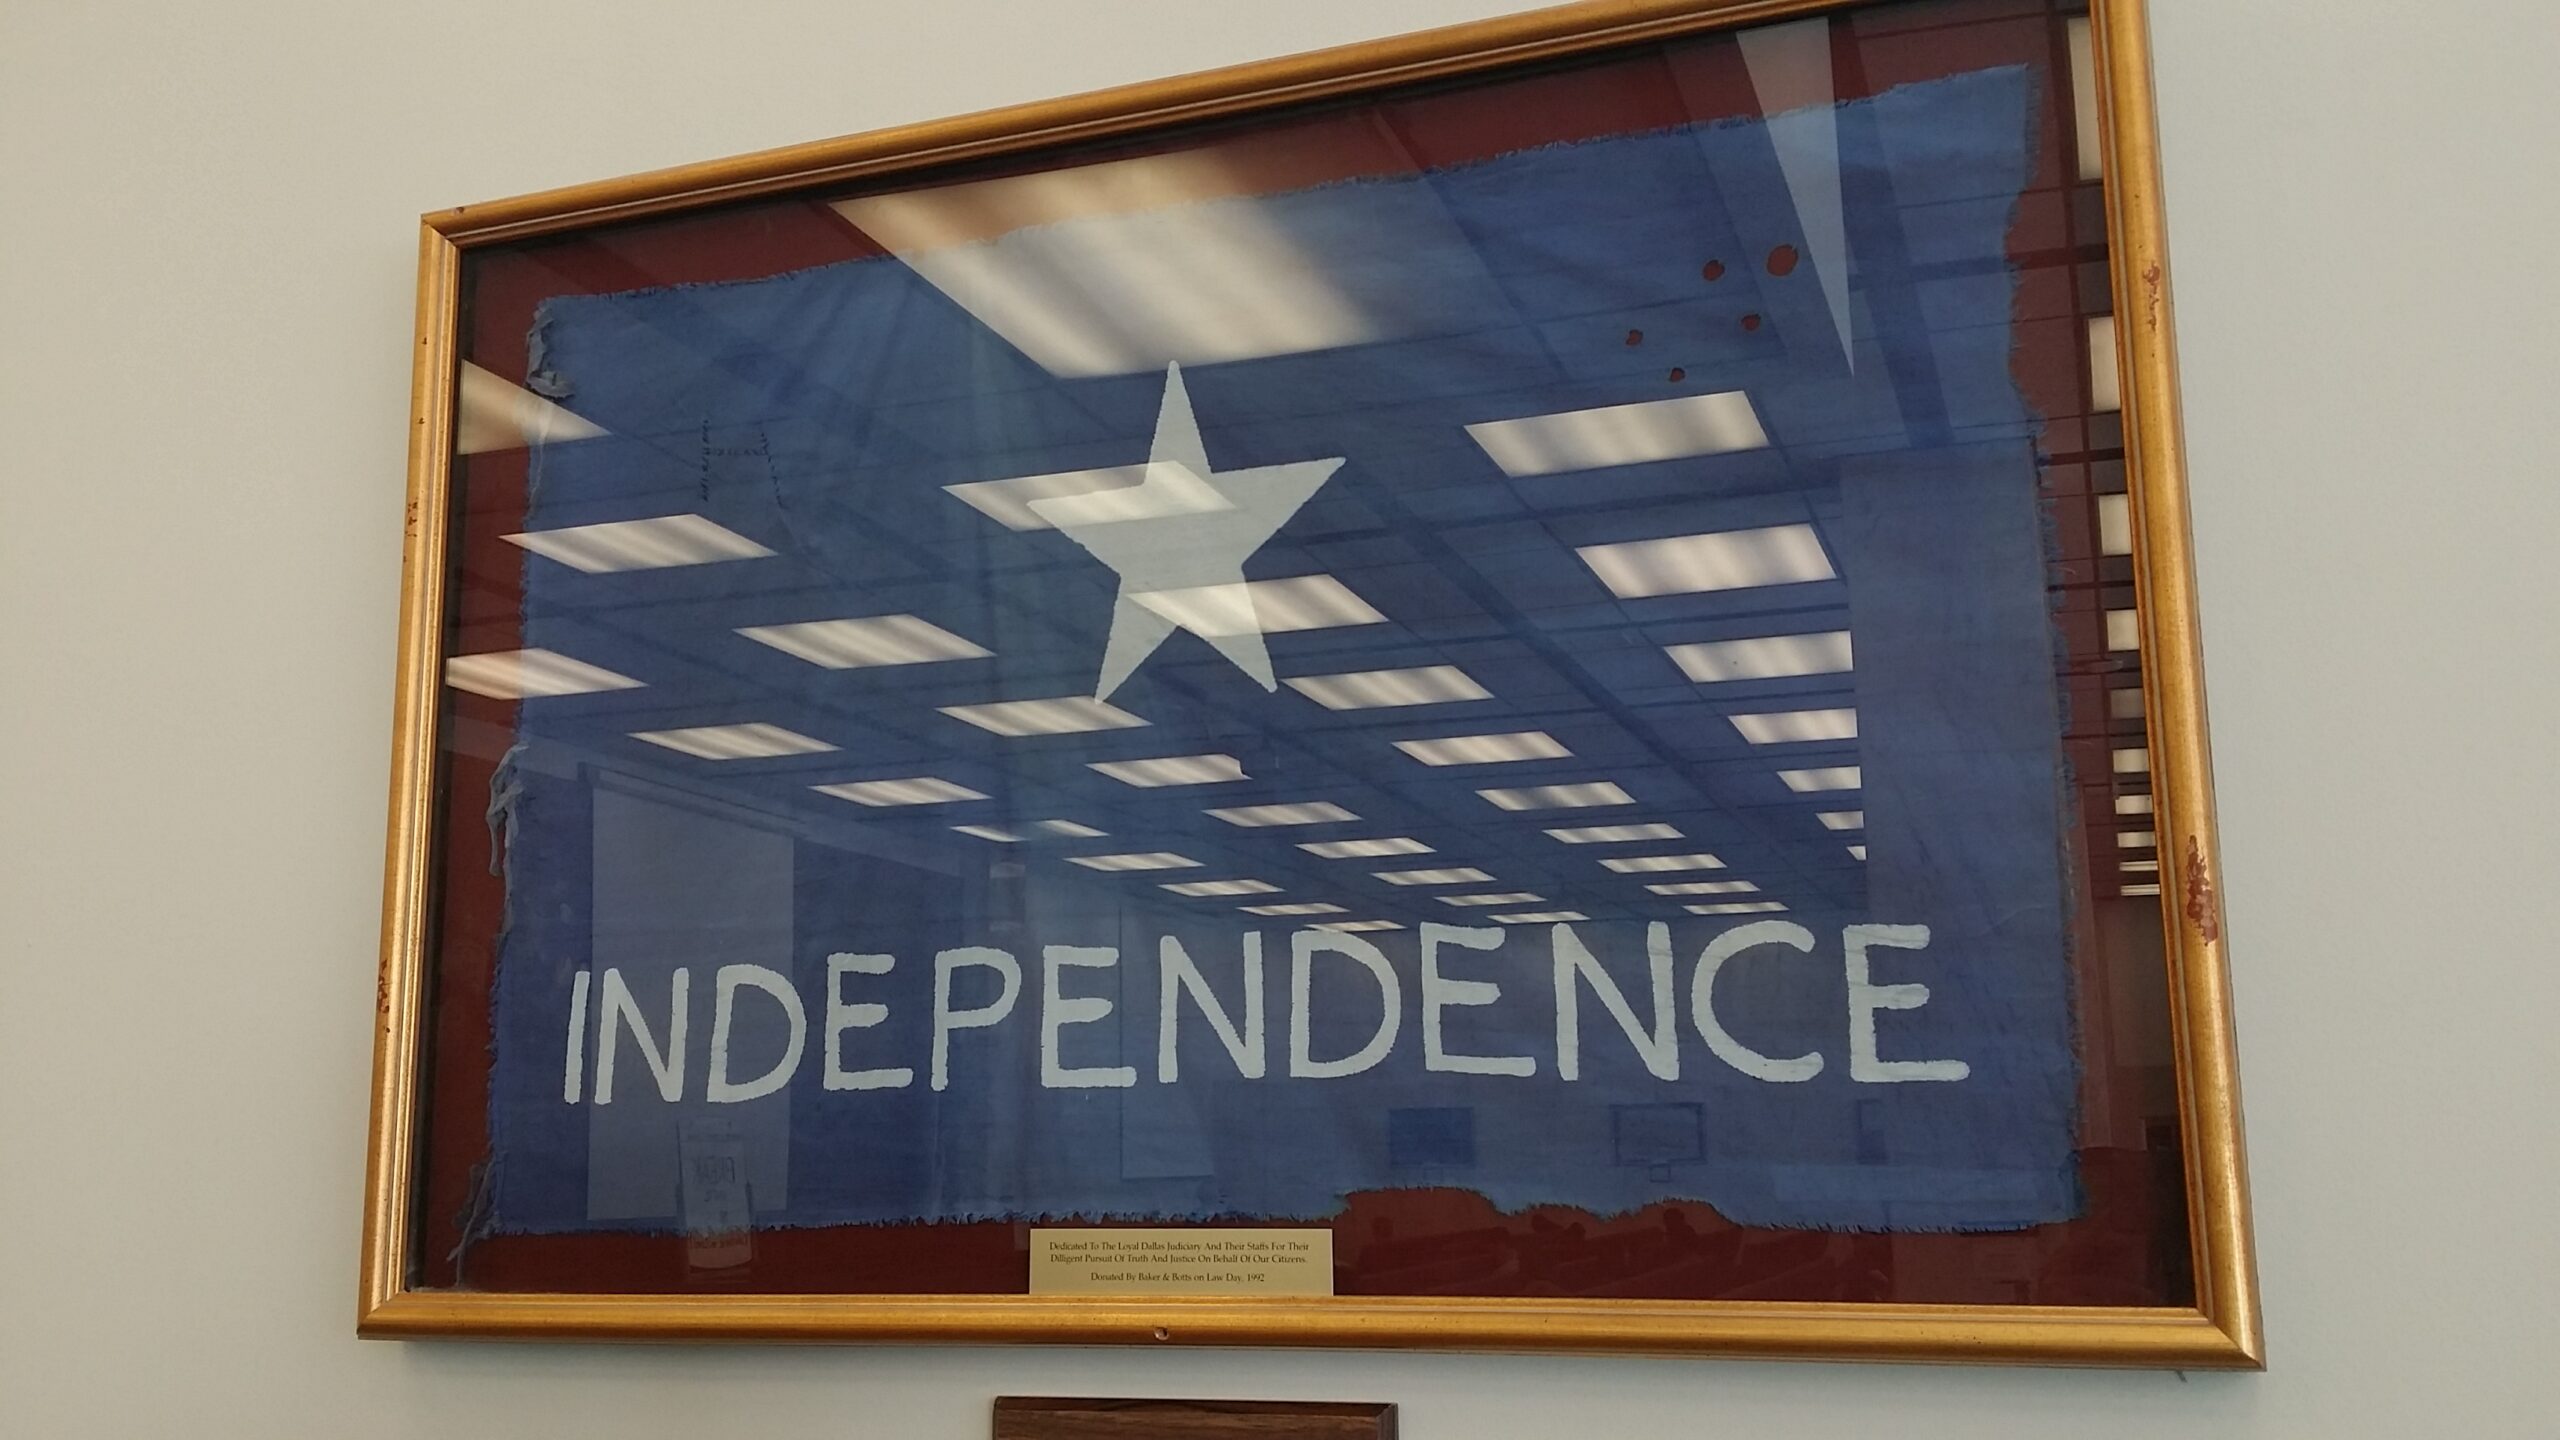 INDEPENDENCE
Dedicated To The Loyal Dallas Judiciary And Their Staffs For Their
Dilligent Pursuit Of Truth And Justice On Behalf Of Our Citizens.
Donated By Baker & Botts on Law Day, 1992